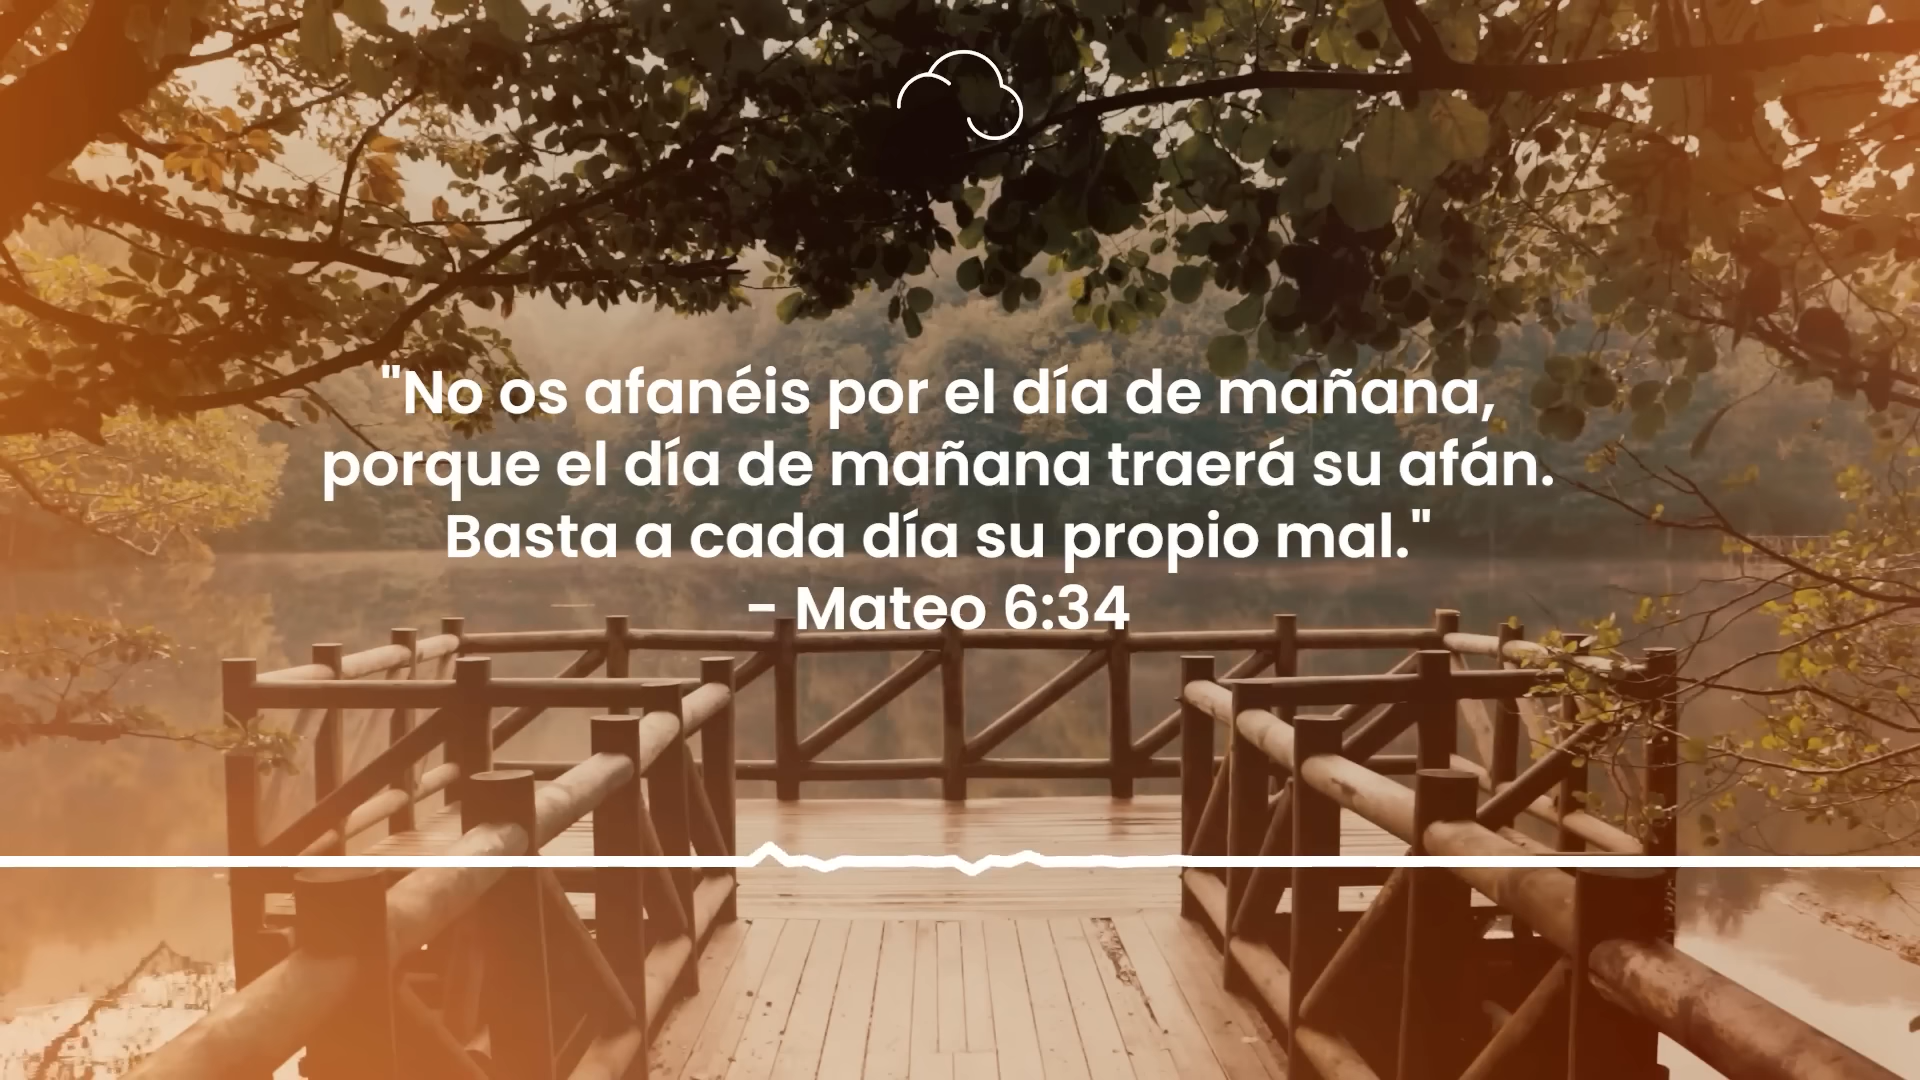 "No os afanéis por el día de mañana,
porque el día de mañana traerá su afán.
Basta a cada día su propio mal."
- Mateo 6:34